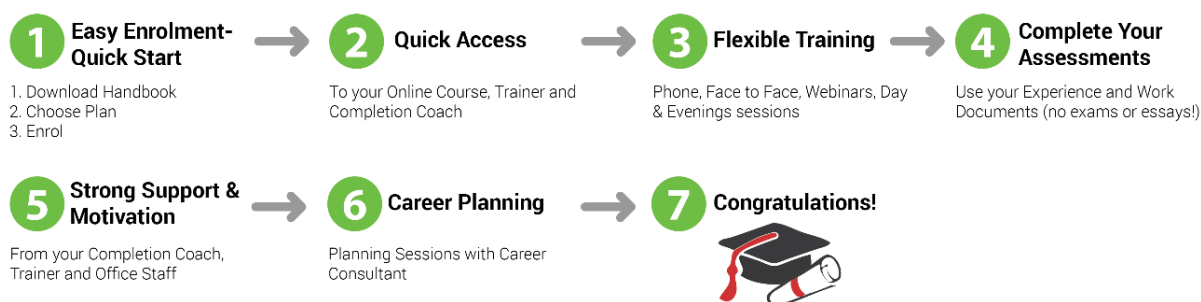 1 Easy Enrolment-
Quick Start
1. Download Handbook
2. Choose Plan
3. Enrol
2 Quick Access
To your Online Course, Trainer and
Completion Coach
3 Flexible Training
Phone, Face to Face, Webinars, Day
& Evenings sessions
4 Complete Your
Assessments
Use your Experience and Work
Documents (no exams or essays!)
5 Strong Support &
Motivation
From your Completion Coach,
Trainer and Office Staff
6 Career Planning
Planning Sessions with Career
Consultant
7 Congratulations!